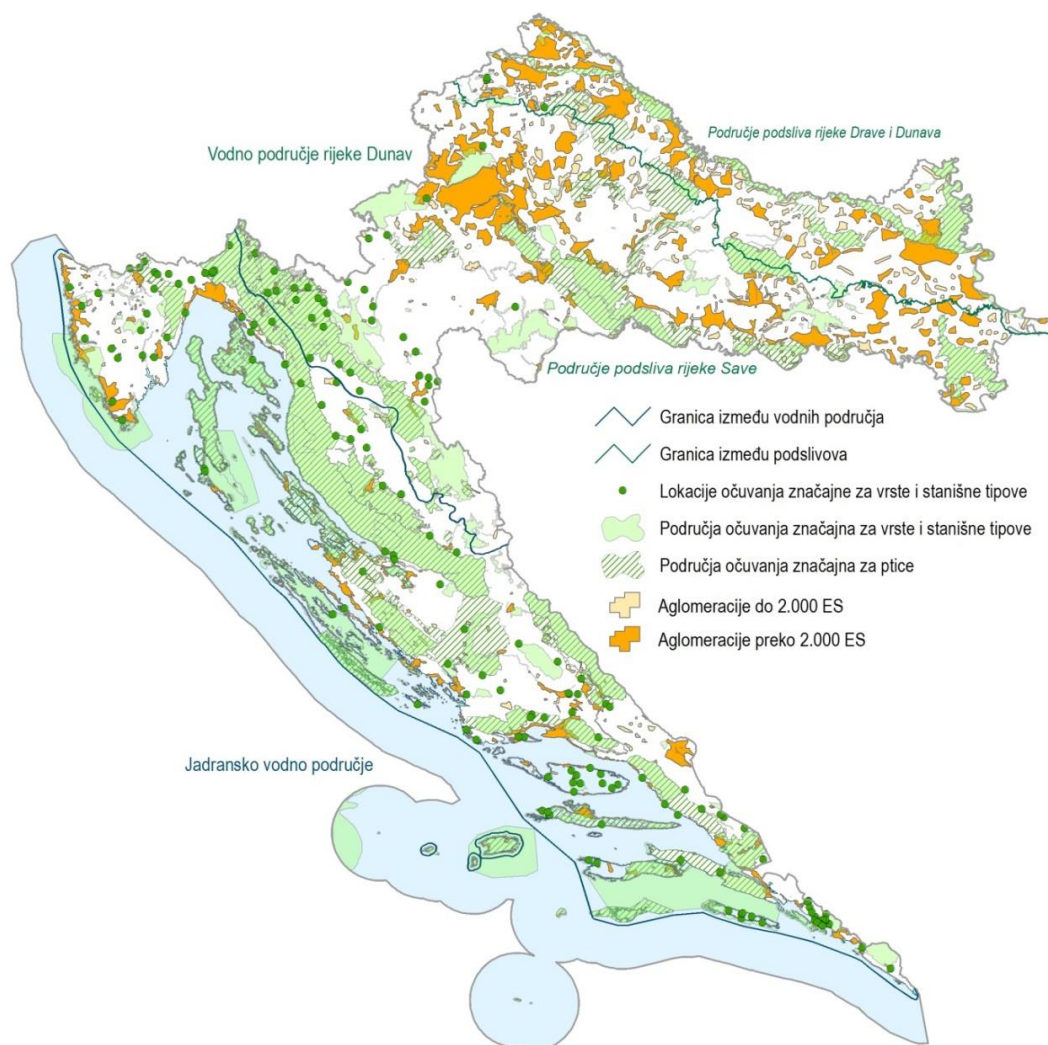 Područje podsliva rijeke Drave i Dunava
Vodno područje rijeke Dunav
Područje podsliva rijeke Save
Granica između vodnih područja
Granica između podslivova
Lokacije očuvanja značajne za vrste i stanišne tipove
Područja očuvanja značajna za vrste i stanišne tipove
Područja očuvanja značajna za ptice
Aglomeracije do 2.000 ES
Aglomeracije preko 2.000 ES
Jadransko vodno područje